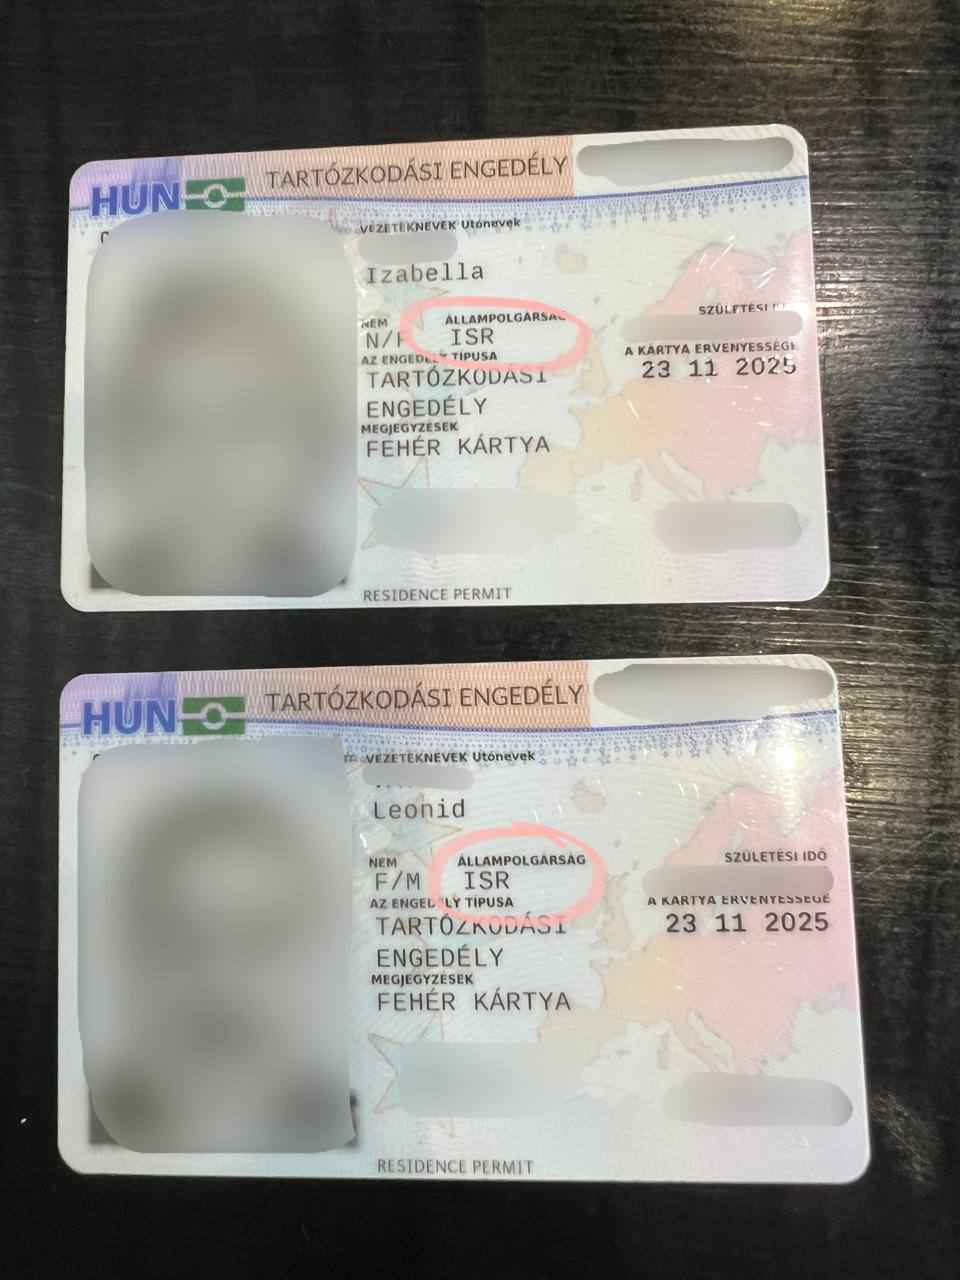 HUN TARTÓZKODÁSI ENGEDÉLY
VEZETÉKNEVEK Utónevek
Izabella
NEM ÁLLAMPOLGÁRSÁG SZÜLETÉSI
N/F ISR
AZ ENGEDÉLY TÍPUSA A KÁRTYA ÉRVÉNYESSÉGE
TARTÓZKODÁSI 23 11 2025
ENGEDÉLY
MEGJEGYZÉSEK
FEHÉR KÁRTYA
RESIDENCE PERMIT
HUN TARTÓZKODÁSI ENGEDÉLY
VEZETÉKNEVEK Utónevek
Leonid
NEM ÁLLAMPOLGÁRSÁG SZÜLETÉSI IDŐ
F/M ISR
AZ ENGEDÉLY TÍPUSA A KÁRTYA ÉRVÉNYESSÉGE
TARTÓZKODÁSI 23 11 2025
ENGEDÉLY
MEGJEGYZÉSEK
FEHÉR KÁRTYA
RESIDENCE PERMIT